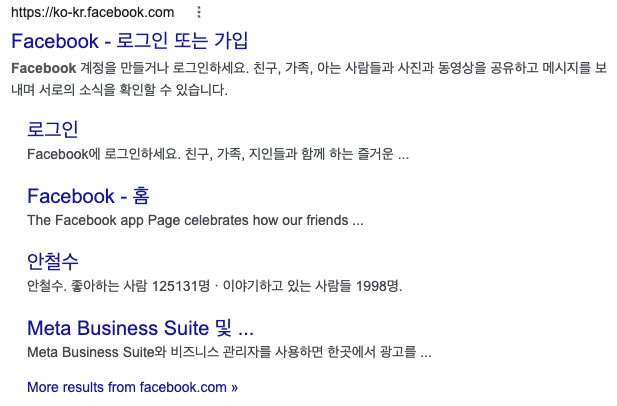 https://ko-kr.facebook.com
Facebook - 로그인 또는 가입
Facebook 계정을 만들거나 로그인하세요. 친구, 가족, 아는 사람들과 사진과 동영상을 공유하고 메시지를 보
내며 서로의 소식을 확인할 수 있습니다.
로그인
Facebook에 로그인하세요. 친구, 가족, 지인들과 함께 하는 즐거운 ...
Facebook - 홈
The Facebook app Page celebrates how our friends ...
안철수
안철수. 좋아하는 사람 125131명 · 이야기하고 있는 사람들 1998명.
Meta Business Suite 및 ...
Meta Business Suite와 비즈니스 관리자를 사용하면 한곳에서 광고를 ...
More results from facebook.com »